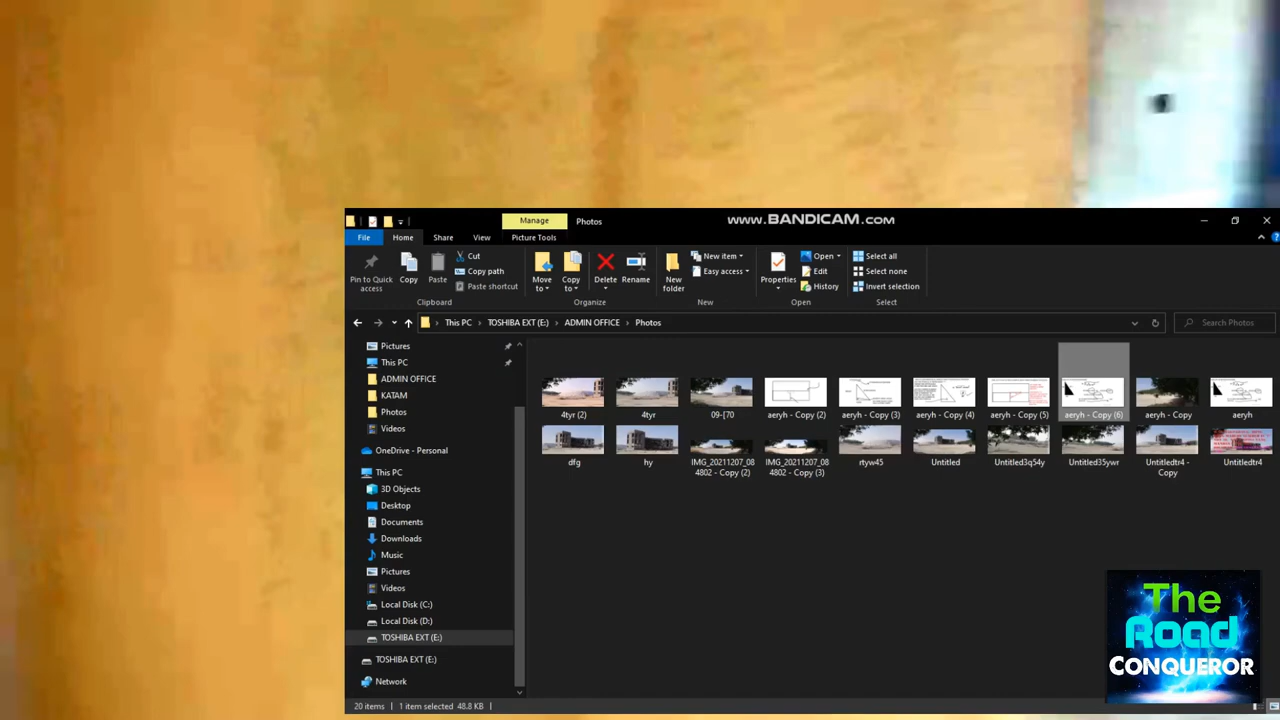 Manage
Photos
www.BANDICAM.com
File
Home
Share
View
Picture Tools
Pin to Quick
access
Copy
Paste
Cut
Copy path
Paste shortcut
Clipboard
Move
to
Copy
to
Delete
Rename
Organize
New
folder
New item
Easy access
New
Properties
Open
Edit
History
Open
Select all
Select none
Invert selection
Select
This PC
TOSHIBA EXT (E:)
ADMIN OFFICE
Photos
Search Photos
Pictures
This PC
ADMIN OFFICE
KATAM
Photos
Videos
OneDrive - Personal
This PC
3D Objects
Desktop
Documents
Downloads
Music
Pictures
Videos
Local Disk (C:)
Local Disk (D:)
TOSHIBA EXT (E:)
TOSHIBA EXT (E:)
Network
4tyr (2)
4tyr
09-[70
aeryh - Copy (2)
aeryh - Copy (3)
aeryh - Copy (4)
aeryh - Copy (5)
aeryh - Copy (6)
aeryh - Copy
aeryh
dfg
hy
IMG_20211207_08
4802 - Copy (2)
IMG_20211207_08
4802 - Copy (3)
rtyw45
Untitled
Untitled3q54y
Untitled35ywr
Untitledtr4 -
Copy
Untitledtr4
20 items
1 item selected 48.8 KB
The
Road
CONQUEROR